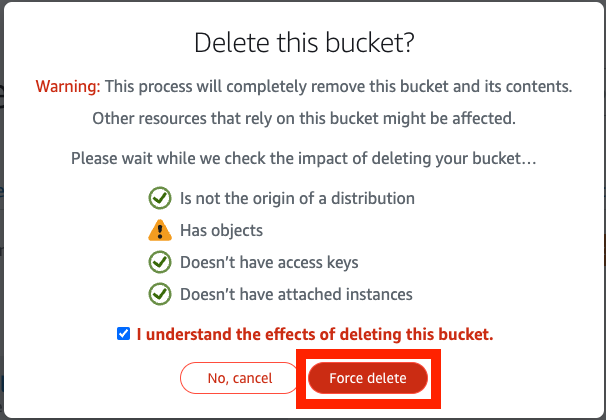 Delete this bucket?
Warning: This process will completely remove this bucket and its contents.
Other resources that rely on this bucket might be affected.
Please wait while we check the impact of deleting your bucket...
Is not the origin of a distribution
Has objects
Doesn't have access keys
Doesn't have attached instances
I understand the effects of deleting this bucket.
No, cancel
Force delete